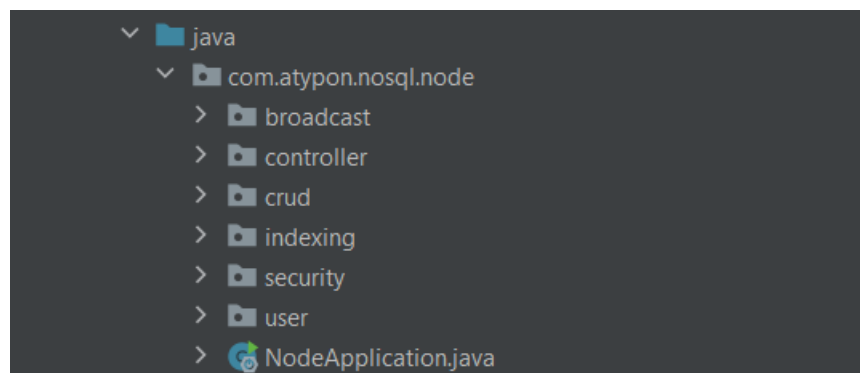 java
com.atypon.nosql.node
broadcast
controller
crud
indexing
security
user
NodeApplication.java